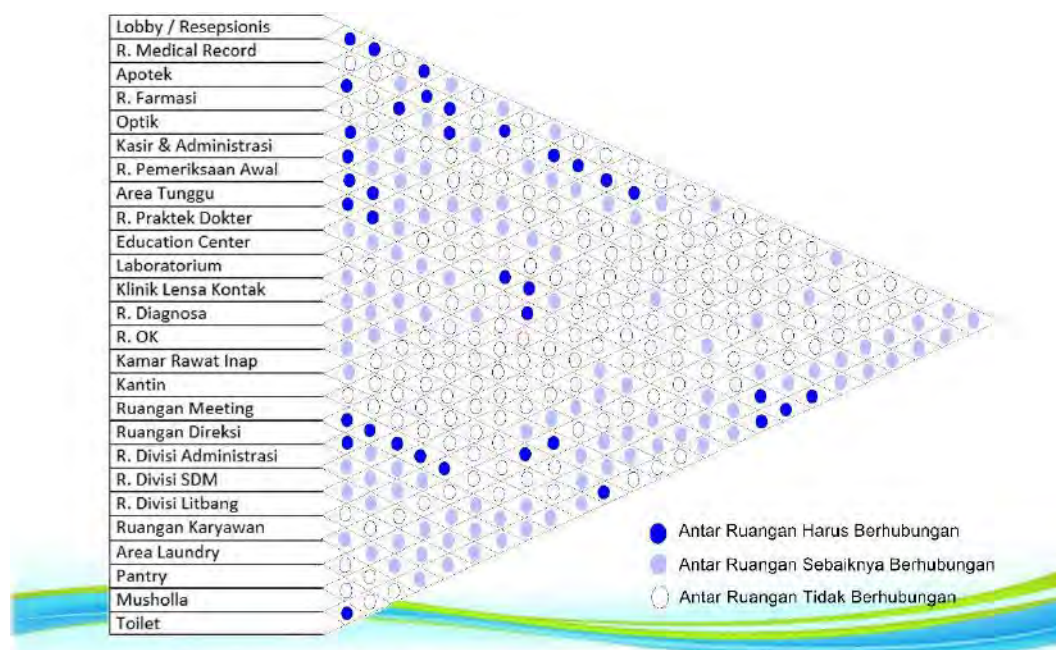 Lobby / Resepsionis
R. Medical Record
Apotek
R. Farmasi
Optik
Kasir & Administrasi
R. Pemeriksaan Awal
Area Tunggu
R. Praktek Dokter
Education Center
Laboratorium
Klinik Lensa Kontak
R. Diagnosa
R. OK
Kamar Rawat Inap
Kantin
Ruangan Meeting
Ruangan Direksi
R. Divisi Administrasi
R. Divisi SDM
R. Divisi Litbang
Ruangan Karyawan
Area Laundry
Pantry
Musholla
Toilet
Antar Ruangan Harus Berhubungan
Antar Ruangan Sebaiknya Berhubungan
Antar Ruangan Tidak Berhubungan